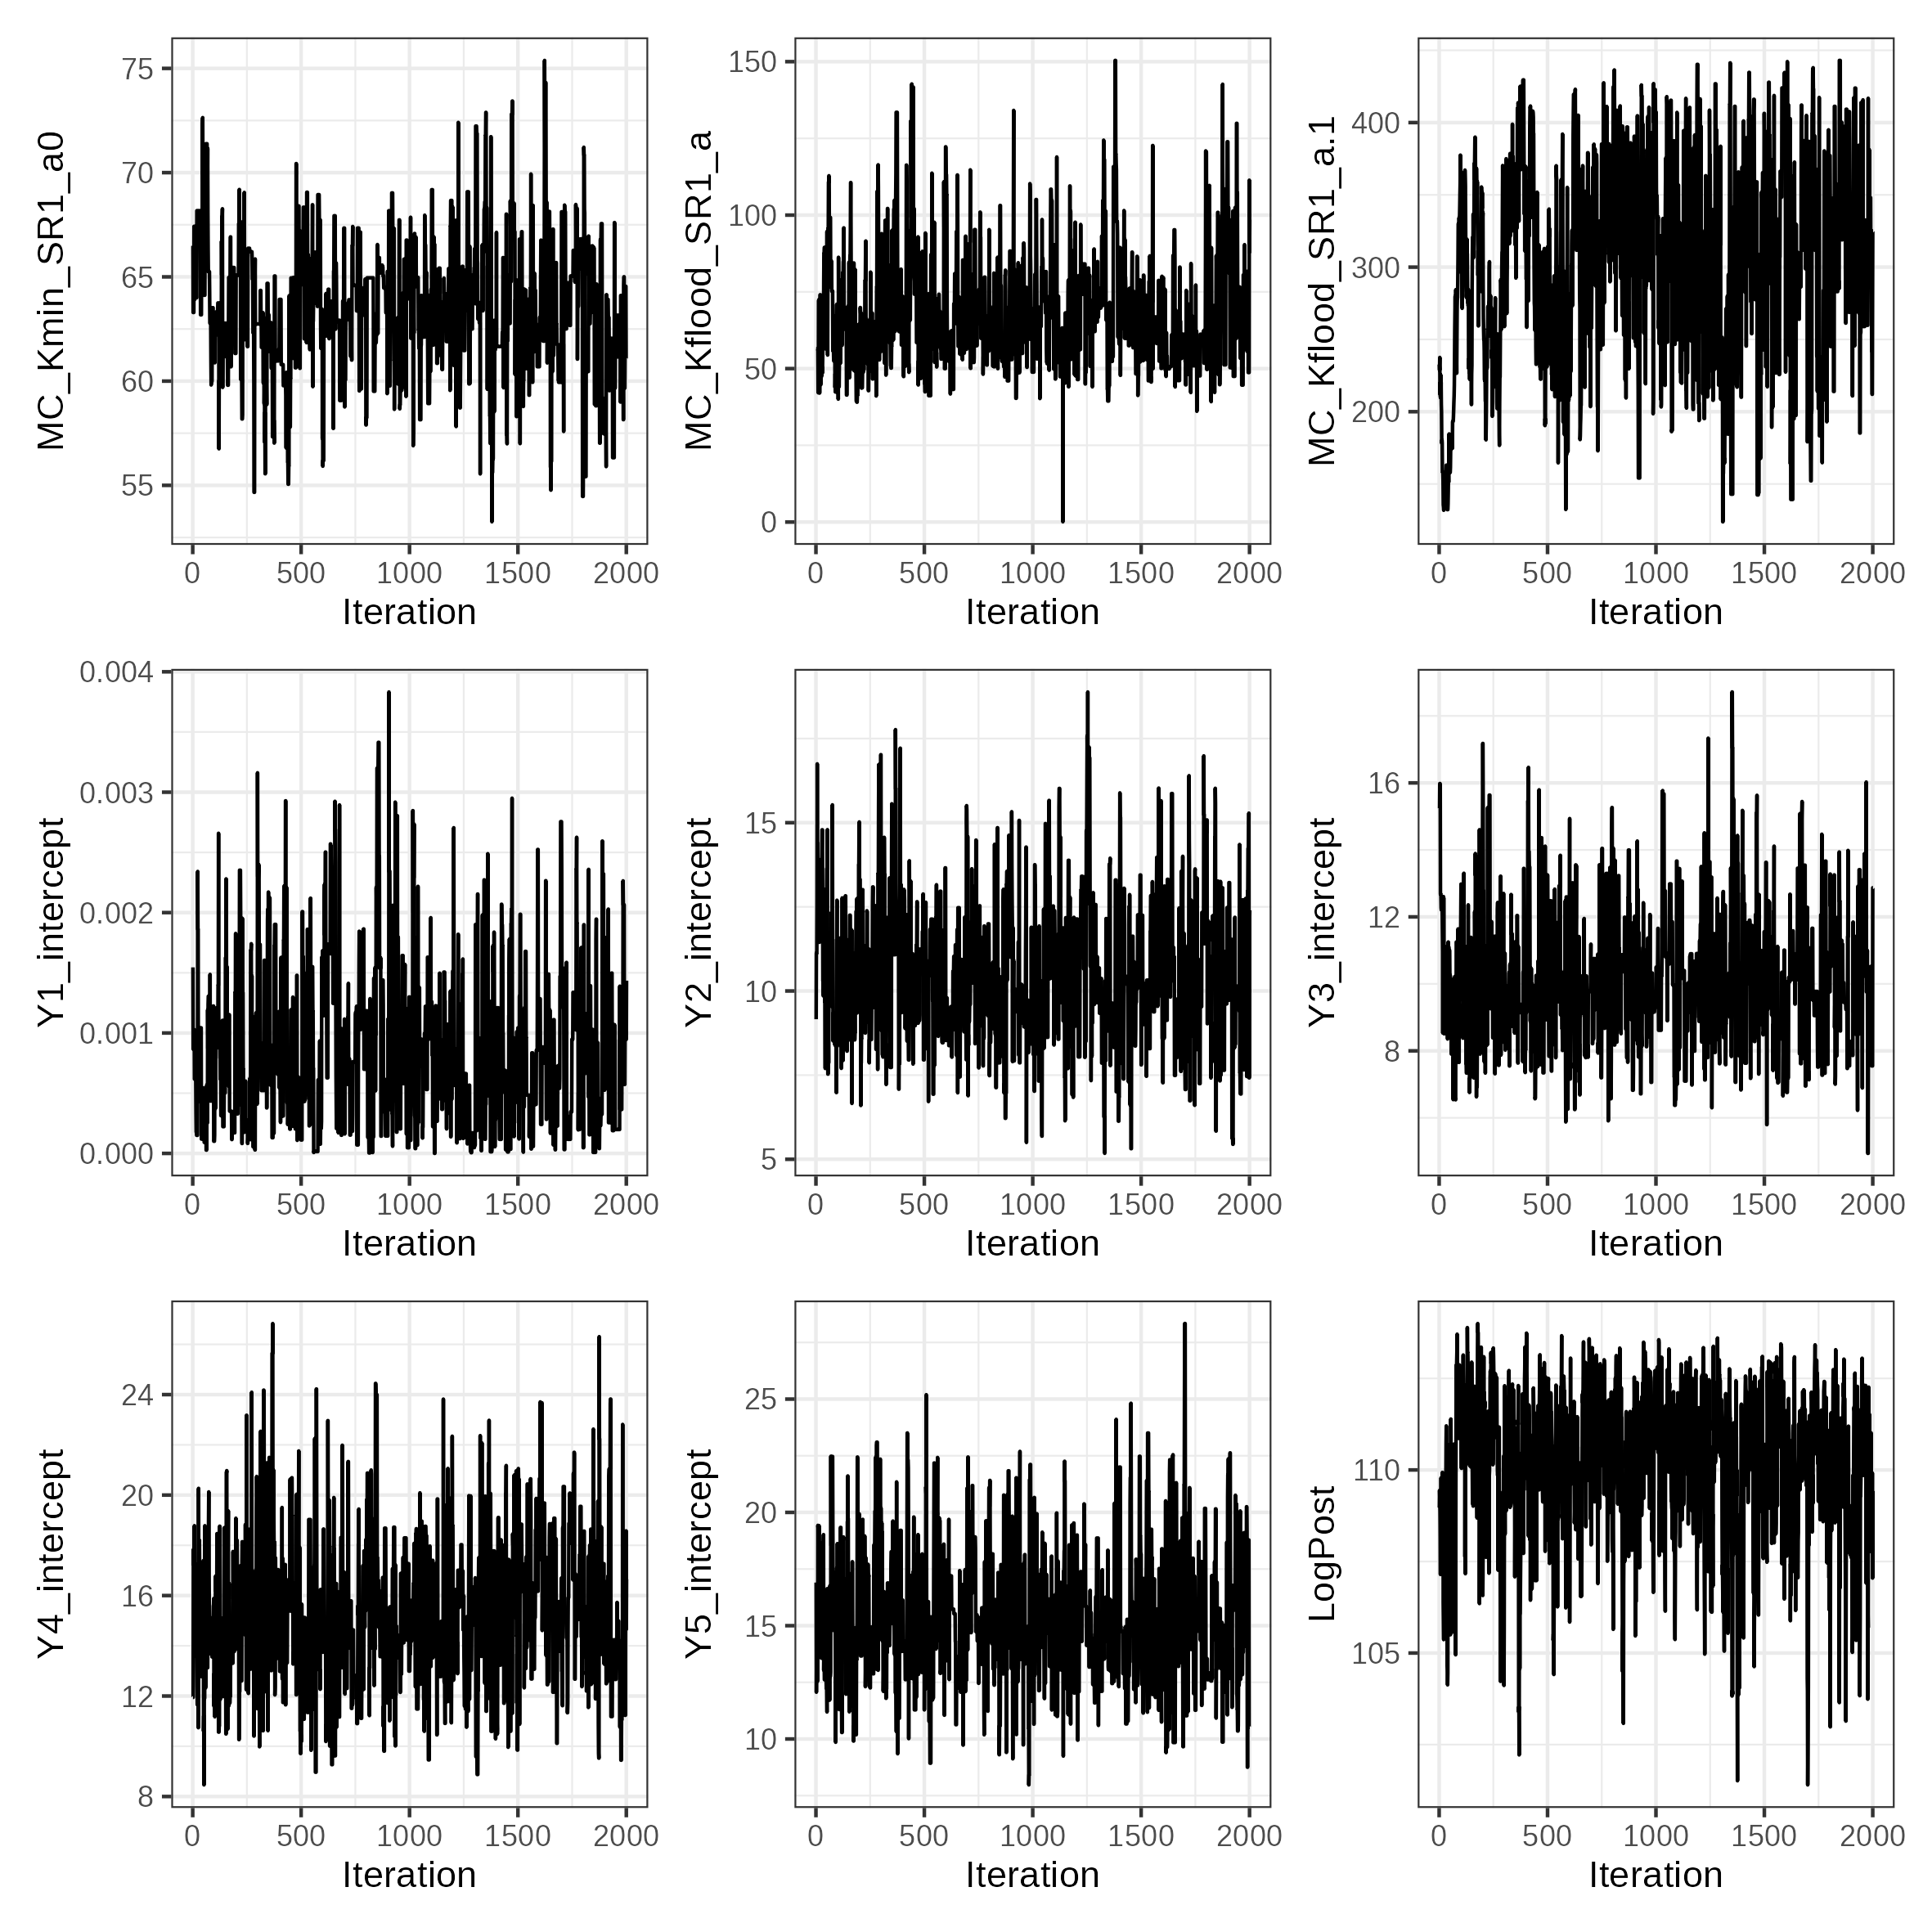 MC_Kmin_SR1_a0
75
70
65
60
55
0 500 1000 1500 2000
Iteration
MC_Kflood_SR1_a
150
100
50
0
0 500 1000 1500 2000
Iteration
MC_Kflood_SR1_a.1
400
300
200
0 500 1000 1500 2000
Iteration
Y1_intercept
0.004
0.003
0.002
0.001
0.000
0 500 1000 1500 2000
Iteration
Y2_intercept
15
10
5
0 500 1000 1500 2000
Iteration
Y3_intercept
16
12
8
0 500 1000 1500 2000
Iteration
Y4_intercept
24
20
16
12
8
0 500 1000 1500 2000
Iteration
Y5_intercept
25
20
15
10
0 500 1000 1500 2000
Iteration
LogPost
110
105
0 500 1000 1500 2000
Iteration